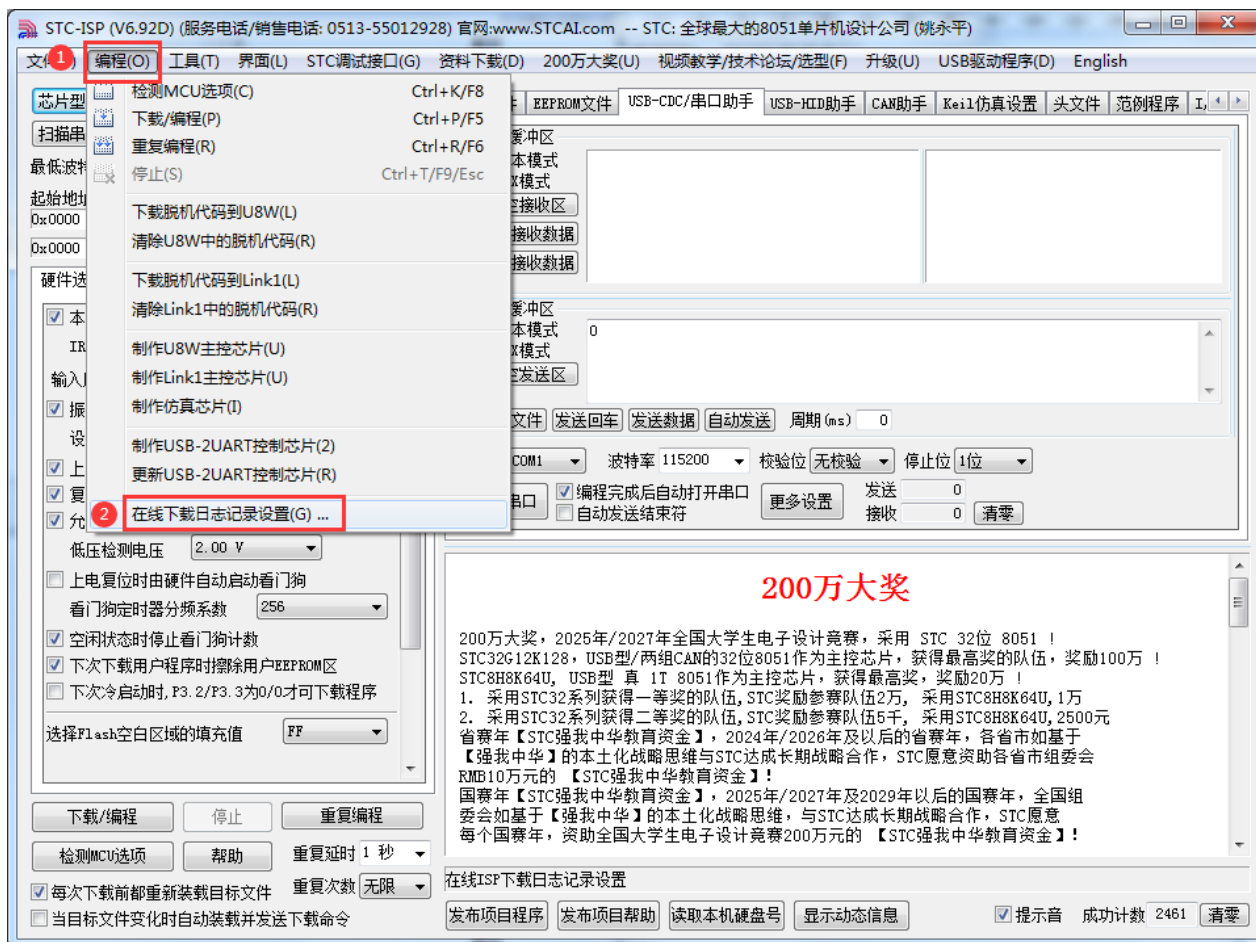 STC-ISP (V6.92D) (服务电话/销售电话: 0513-55012928) 官网:www.STCAI.com -- STC: 全球最大的8051单片机设计公司 (姚永平)
1 编程(O) 工具(T) 界面(L) STC调试接口(G) 资料下载(D) 200万大奖(U) 视频教学/技术论坛/选型(F) 升级(U) USB驱动程序(D) English
芯片型
扫描串
最低波特
起始地址
0x0000
0x0000
硬件选
检测MCU选项(C) Ctrl+K/F8
下载/编程(P) Ctrl+P/F5
重复编程(R) Ctrl+R/F6
停止(S) Ctrl+T/F9/Esc
下载脱机代码到U8W(L)
清除U8W中的脱机代码(R)
下载脱机代码到Link1(L)
清除Link1中的脱机代码(R)
制作U8W主控芯片(U)
制作Link1主控芯片(U)
制作仿真芯片(I)
制作USB-2UART控制芯片(2)
更新USB-2UART控制芯片(R)
2 在线下载日志记录设置(G) ...
EEPROM文件 USB-CDC/串口助手 USB-HID助手 CAN助手 Keil仿真设置 头文件 范例程序 I
缓冲区
本模式
X模式
接收区
接收数据
接收数据
缓冲区
本模式
X模式
发送区
0
文件 发送回车 发送数据 自动发送 周期(ms) 0
COM1 波特率 115200 校验位 无校验 停止位 1位
串口 编程完成后自动打开串口 更多设置 发送 0
自动发送结束符 接收 0 清零
本
IR
输入
振
设
上
复
允
低压检测电压 2.00 V
上电复位时由硬件自动启动看门狗
看门狗定时器分频系数 256
空闲状态时停止看门狗计数
下次下载用户程序时擦除用户EEPROM区
下次冷启动时,P3.2/P3.3为0/0才可下载程序
选择Flash空白区域的填充值 FF
200万大奖
200万大奖，2025年/2027年全国大学生电子设计竞赛，采用 STC 32位 8051 !
STC32G12K128，USB型/两组CAN的32位8051作为主控芯片，获得最高奖的队伍，奖励100万 !
STC8H8K64U, USB型 真 1T 8051作为主控芯片，获得最高奖，奖励20万 !
1. 采用STC32系列获得一等奖的队伍,STC奖励参赛队伍2万, 采用STC8H8K64U,1万
2. 采用STC32系列获得二等奖的队伍,STC奖励参赛队伍5千, 采用STC8H8K64U,2500元
省赛年【STC强我中华教育资金】，2024年/2026年及以后的省赛年，各省市如基于
【强我中华】的本土化战略思维与STC达成长期战略合作，STC愿意资助各省市组委会
RMB10万元的 【STC强我中华教育资金】!
国赛年【STC强我中华教育资金】，2025年/2027年及2029年以后的国赛年，全国组
委会如基于【强我中华】的本土化战略思维，与STC达成长期战略合作，STC愿意
每个国赛年，资助全国大学生电子设计竞赛200万元的 【STC强我中华教育资金】!
下载/编程 停止 重复编程
检测MCU选项 帮助 重复延时 1 秒
每次下载前都重新装载目标文件 重复次数 无限
当目标文件变化时自动装载并发送下载命令
在线ISP下载日志记录设置
发布项目程序 发布项目帮助 读取本机硬盘号 显示动态信息 提示音 成功计数 2461 清零